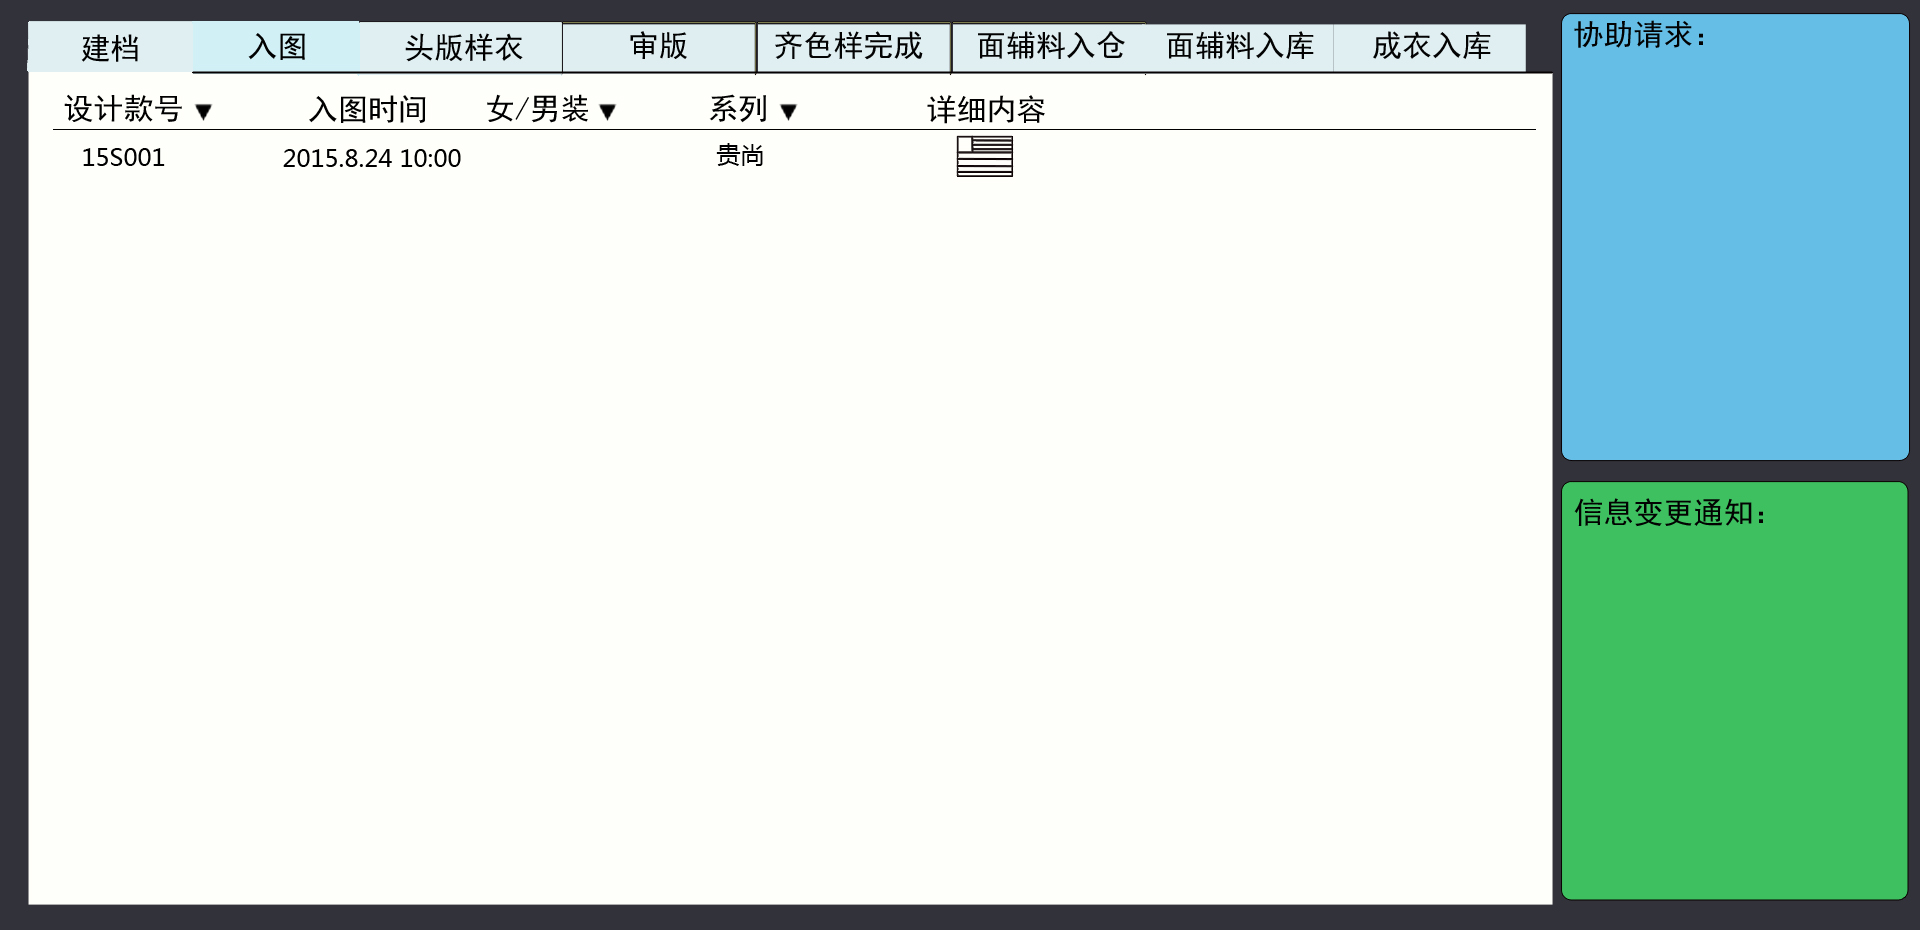 建档 入图 头版样衣 审版 齐色样完成 面辅料入仓 面辅料入库 成衣入库
设计款号 ▼ 入图时间 女/男装 ▼ 系列 ▼ 详细内容
15S001 2015.8.24 10:00 贵尚
协助请求：
信息变更通知：